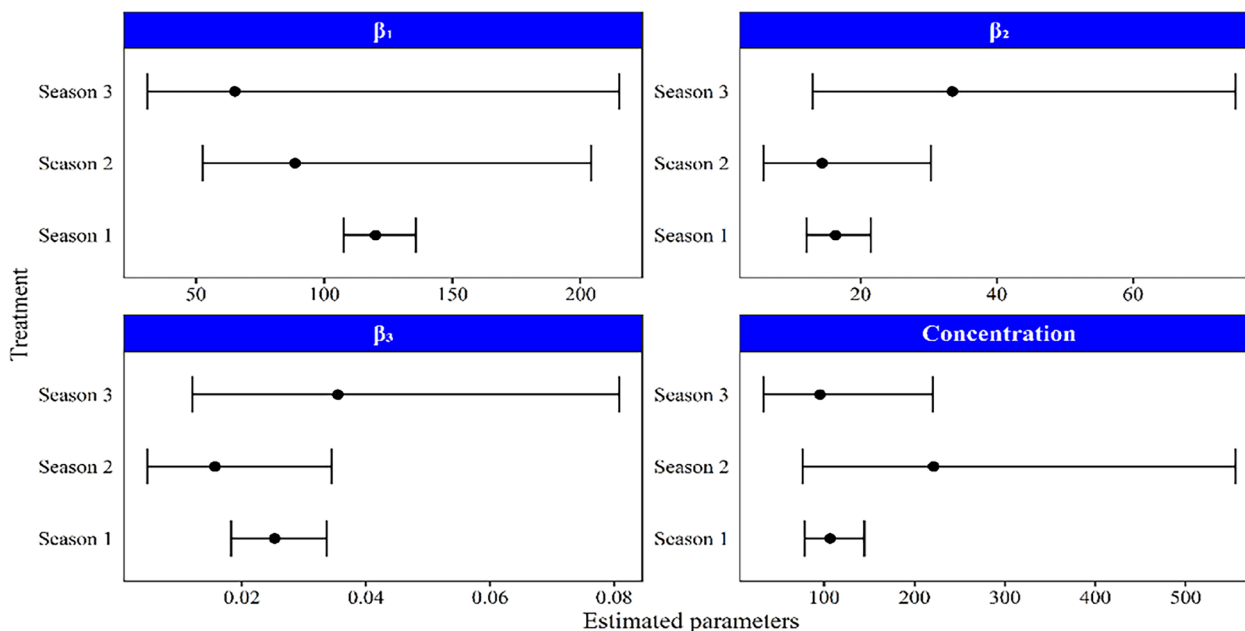 β₁
β₂
Season 3
Season 2
Season 1
50 100 150 200
Season 3
Season 2
Season 1
20 40 60
Treatment
β₃
Concentration
Season 3
Season 2
Season 1
0.02 0.04 0.06 0.08
Season 3
Season 2
Season 1
100 200 300 400 500
Estimated parameters